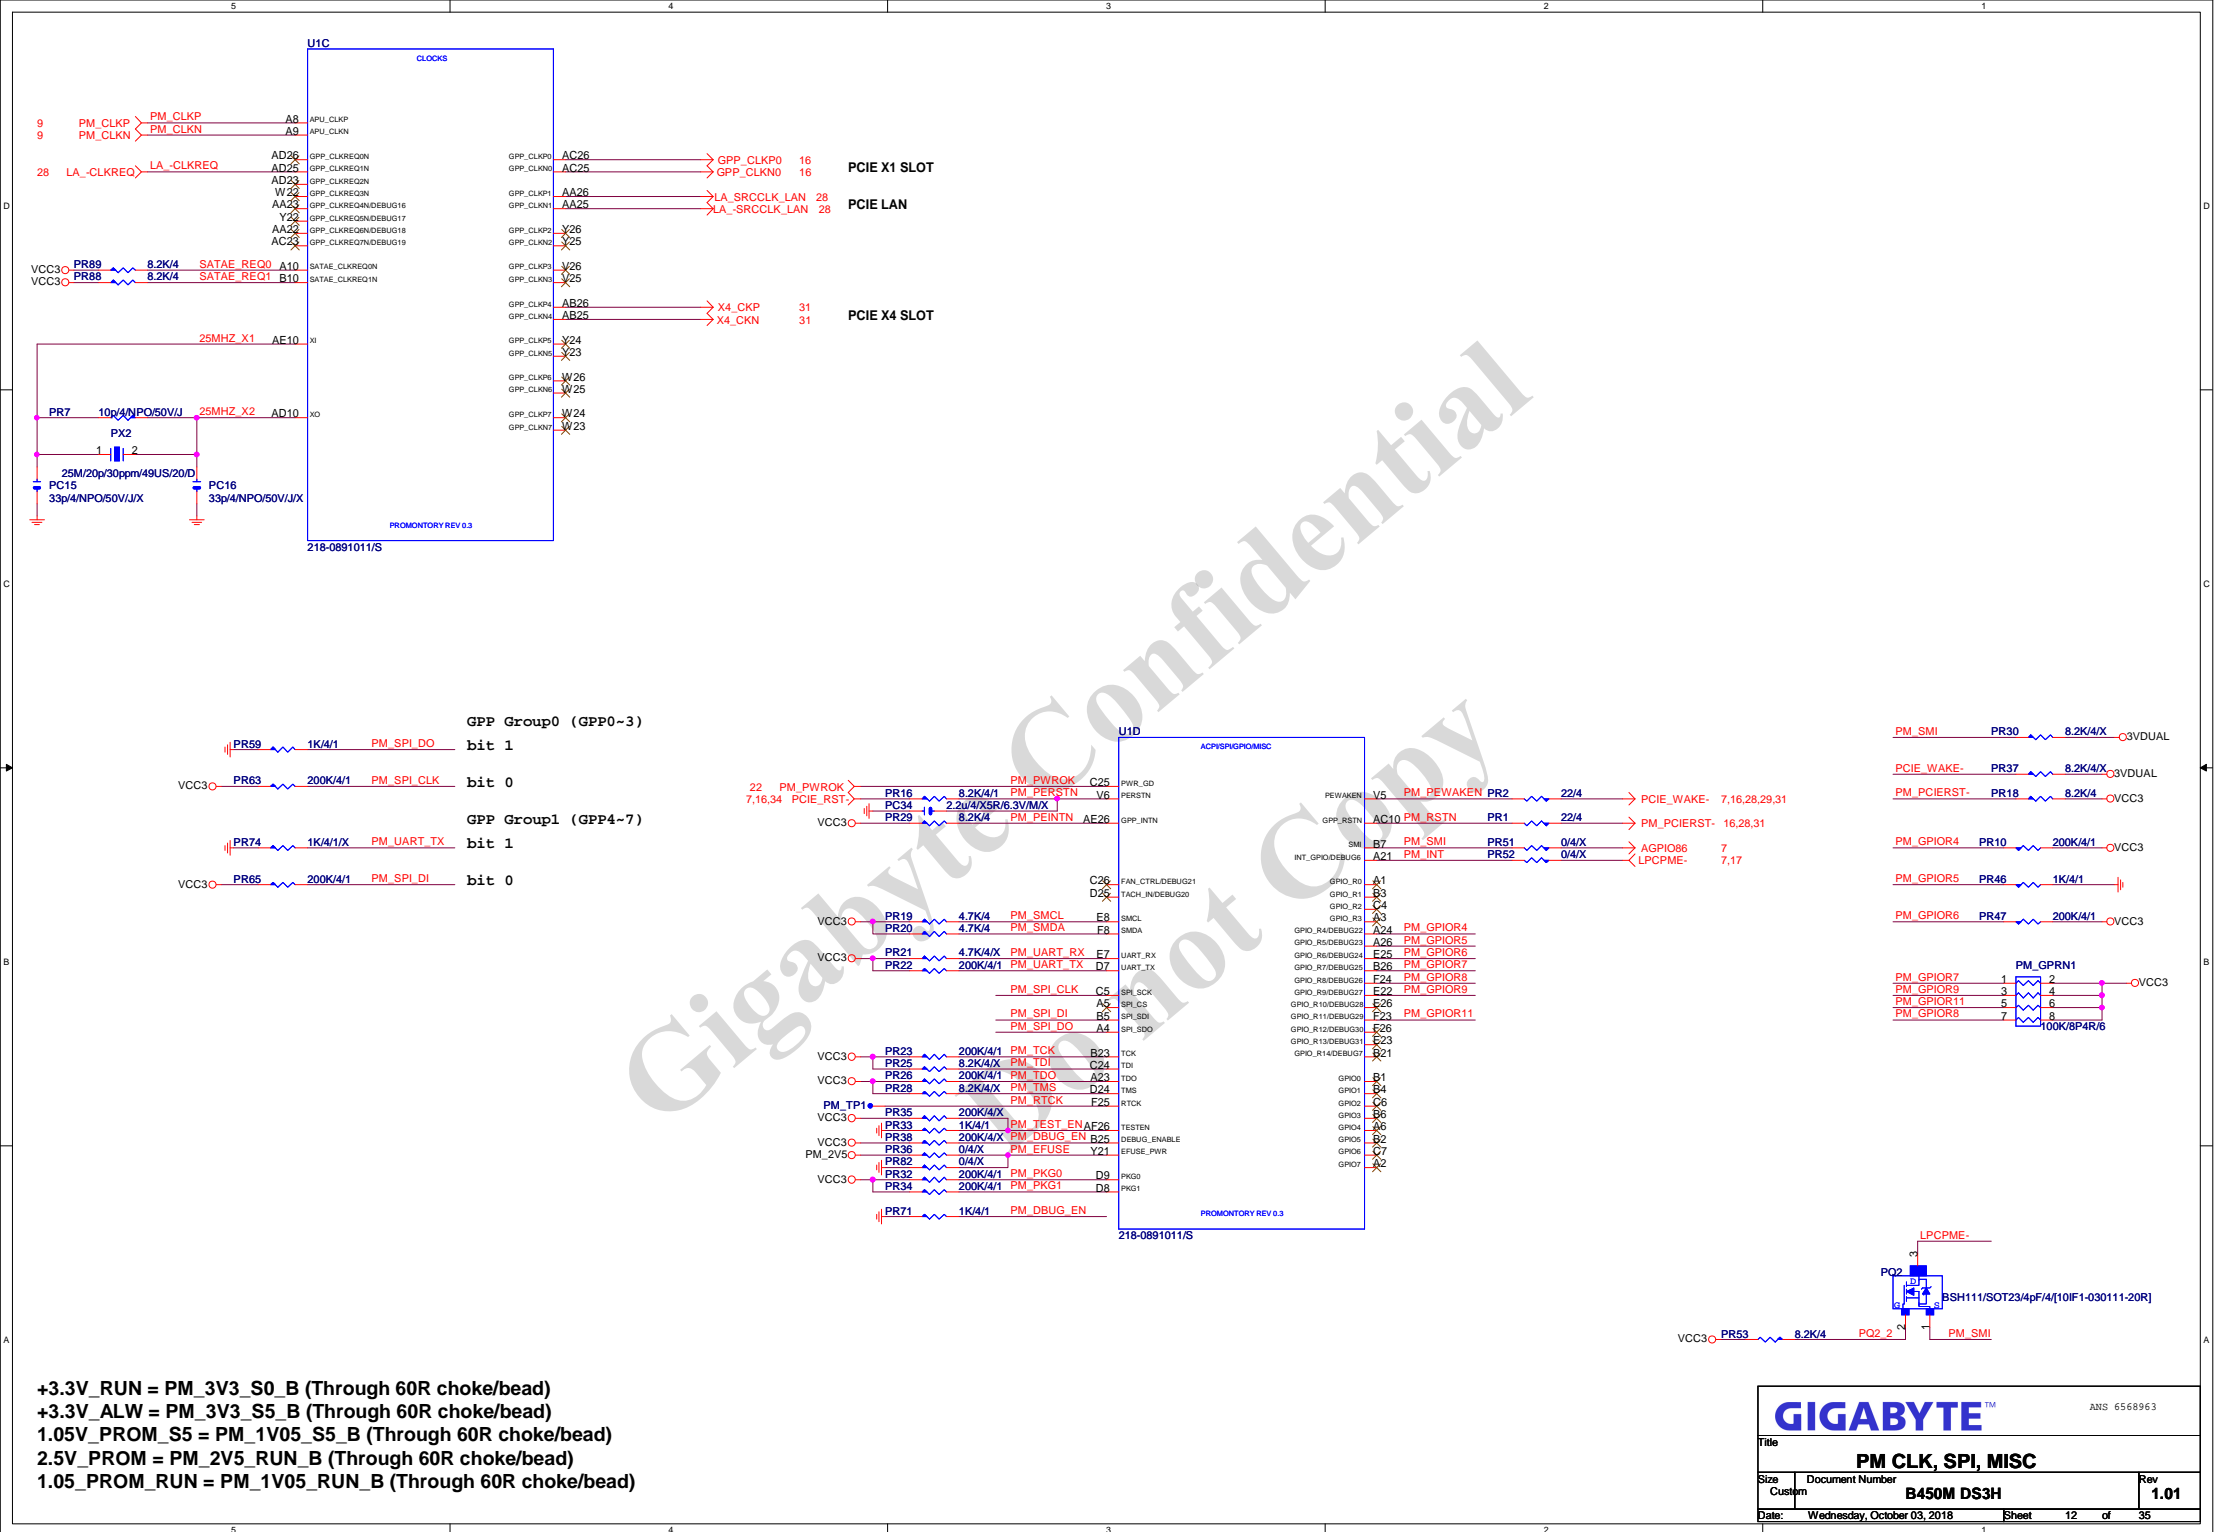 5 4 3 2 1
U1C
CLOCKS
9 PM_CLKP PM_CLKP A8 APU_CLKP
9 PM_CLKN PM_CLKN A9 APU_CLKN
AD26 GPP_CLKREQ0N GPP_CLKP0 AC26 GPP_CLKP0 16
28 LA_-CLKREQ LA_-CLKREQ AD25 GPP_CLKREQ1N GPP_CLKN0 AC25 GPP_CLKN0 16
PCIE X1 SLOT
AD23 GPP_CLKREQ2N
W22 GPP_CLKREQ3N GPP_CLKP1 AA26 LA_SRCCLK_LAN 28
AA23 GPP_CLKREQ4N/DEBUG16 GPP_CLKN1 AA25 LA_-SRCCLK_LAN 28
PCIE LAN
Y22 GPP_CLKREQ5N/DEBUG17
AA22 GPP_CLKREQ6N/DEBUG18 GPP_CLKP2 Y26
AC23 GPP_CLKREQ7N/DEBUG19 GPP_CLKN2 Y25
VCC3 PR89 8.2K/4 SATAE_REQ0 A10 SATAE_CLKREQ0N GPP_CLKP3 V26
VCC3 PR88 8.2K/4 SATAE_REQ1 B10 SATAE_CLKREQ1N GPP_CLKN3 V25
GPP_CLKP4 AB26 X4_CKP 31
GPP_CLKN4 AB25 X4_CKN 31
PCIE X4 SLOT
25MHZ_X1 AE10 XI GPP_CLKP5 Y24
GPP_CLKN5 Y23
GPP_CLKP6 W26
GPP_CLKN6 W25
PR7 10p/4/NPO/50V/J 25MHZ_X2 AD10 XO GPP_CLKP7 W24
GPP_CLKN7 W23
PX2
1 2
25M/20p/30ppm/49US/20/D
PC15 PC16
33p/4/NPO/50V/J/X 33p/4/NPO/50V/J/X
PROMONTORY REV 0.3
218-0891011/S
D D
C C
B B
A A
Gigabyte Confidential
Do not Copy
GPP Group0 (GPP0~3)
PR59 1K/4/1 PM_SPI_DO bit 1
VCC3 PR63 200K/4/1 PM_SPI_CLK bit 0
GPP Group1 (GPP4~7)
PR74 1K/4/1/X PM_UART_TX bit 1
VCC3 PR65 200K/4/1 PM_SPI_DI bit 0
U1D
ACPI/SPI/GPIO/MISC
22 PM_PWROK PM_PWROK C25 PWR_GD
7,16,34 PCIE_RST- PR16 8.2K/4/1 PM_PERSTN V6 PERSTN
PC34 2.2u/4/X5R/6.3V/M/X
VCC3 PR29 8.2K/4 PM_PEINTN AE26 GPP_INTN
C26 FAN_CTRL/DEBUG21
D25 TACH_IN/DEBUG20
VCC3 PR19 4.7K/4 PM_SMCL E8 SMCL
PR20 4.7K/4 PM_SMDA F8 SMDA
VCC3 PR21 4.7K/4/X PM_UART_RX E7 UART_RX
PR22 200K/4/1 PM_UART_TX D7 UART_TX
PM_SPI_CLK C5 SPI_SCK
A5 SPI_CS
PM_SPI_DI B5 SPI_SDI
PM_SPI_DO A4 SPI_SDO
VCC3 PR23 200K/4/1 PM_TCK B23 TCK
PR25 8.2K/4/X PM_TDI C24 TDI
VCC3 PR26 200K/4/1 PM_TDO A23 TDO
PR28 8.2K/4/X PM_TMS D24 TMS
PM_TP1 PM_RTCK F25 RTCK
VCC3 PR35 200K/4/X
PR33 1K/4/1 PM_TEST_EN AF26 TESTEN
VCC3 PR38 200K/4/X PM_DBUG_EN B25 DEBUG_ENABLE
PM_2V5 PR36 0/4/X PM_EFUSE Y21 EFUSE_PWR
PR82 0/4/X
VCC3 PR32 200K/4/1 PM_PKG0 D9 PKG0
PR34 200K/4/1 PM_PKG1 D8 PKG1
PR71 1K/4/1 PM_DBUG_EN
PEWAKEN V5 PM_PEWAKEN PR2 22/4 PCIE_WAKE- 7,16,28,29,31
GPP_RSTN AC10 PM_RSTN PR1 22/4 PM_PCIERST- 16,28,31
SMI B7 PM_SMI PR51 0/4/X AGPIO86 7
INT_GPIO/DEBUG6 A21 PM_INT PR52 0/4/X LPCPME- 7,17
GPIO_R0 A1
GPIO_R1 B3
GPIO_R2 C4
GPIO_R3 A3
GPIO_R4/DEBUG22 A24 PM_GPIOR4
GPIO_R5/DEBUG23 A26 PM_GPIOR5
GPIO_R6/DEBUG24 E25 PM_GPIOR6
GPIO_R7/DEBUG25 B26 PM_GPIOR7
GPIO_R8/DEBUG26 F24 PM_GPIOR8
GPIO_R9/DEBUG27 E22 PM_GPIOR9
GPIO_R10/DEBUG28 E26
GPIO_R11/DEBUG29 F23 PM_GPIOR11
GPIO_R12/DEBUG30 F26
GPIO_R13/DEBUG31 E23
GPIO_R14/DEBUG7 B21
GPIO0 B1
GPIO1 B4
GPIO2 C6
GPIO3 B6
GPIO4 A6
GPIO5 B2
GPIO6 C7
GPIO7 A2
PROMONTORY REV 0.3
218-0891011/S
PM_SMI PR30 8.2K/4/X 3VDUAL
PCIE_WAKE- PR37 8.2K/4/X 3VDUAL
PM_PCIERST- PR18 8.2K/4 VCC3
PM_GPIOR4 PR10 200K/4/1 VCC3
PM_GPIOR5 PR46 1K/4/1
PM_GPIOR6 PR47 200K/4/1 VCC3
PM_GPRN1
PM_GPIOR7 1 2 VCC3
PM_GPIOR9 3 4
PM_GPIOR11 5 6
PM_GPIOR8 7 8
100K/8P4R/6
LPCPME-
3
PQ2 D
G S
BSH111/SOT23/4pF/4/[10IF1-030111-20R]
2 1
VCC3 PR53 8.2K/4 PQ2_2 PM_SMI
+3.3V_RUN = PM_3V3_S0_B (Through 60R choke/bead)
+3.3V_ALW = PM_3V3_S5_B (Through 60R choke/bead)
1.05V_PROM_S5 = PM_1V05_S5_B (Through 60R choke/bead)
2.5V_PROM = PM_2V5_RUN_B (Through 60R choke/bead)
1.05_PROM_RUN = PM_1V05_RUN_B (Through 60R choke/bead)
GIGABYTE™ ANS 6568963
Title
PM CLK, SPI, MISC
Size Document Number Rev
Custom B450M DS3H 1.01
Date: Wednesday, October 03, 2018 Sheet 12 of 35
5 4 3 2 1